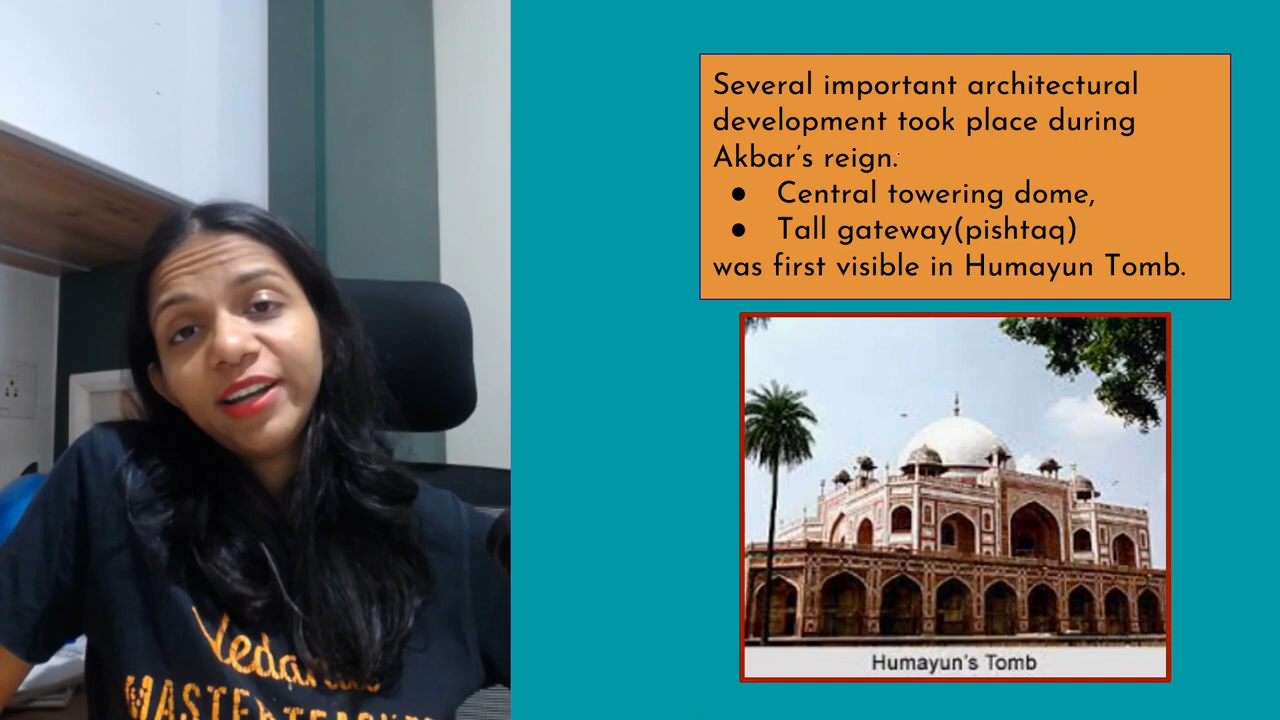 Several important architectural
development took place during
Akbar's reign.
● Central towering dome,
● Tall gateway(pishtaq)
was first visible in Humayun Tomb.
Humayun's Tomb